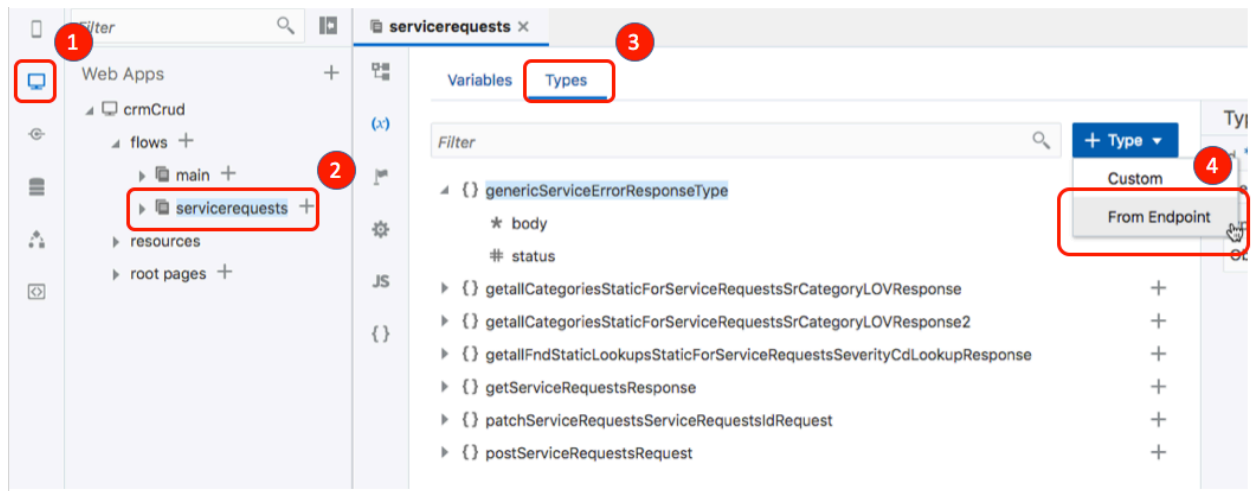 Filter
servicerequests ×
1
3
Web Apps +
Variables Types
crmCrud
(x)
Filter
+ Type
Typ
flows +
2
4
main +
genericServiceErrorResponseType
Custom
servicerequests +
* body
From Endpoint
resources
# status
root pages +
JS
{} getallCategoriesStaticForServiceRequestsSrCategoryLOVResponse +
{} getallCategoriesStaticForServiceRequestsSrCategoryLOVResponse2 +
{ }
{} getallFndStaticLookupsStaticForServiceRequestsSeverityCdLookupResponse +
{} getServiceRequestsResponse +
{} patchServiceRequestsServiceRequestsIdRequest +
{} postServiceRequestsRequest +